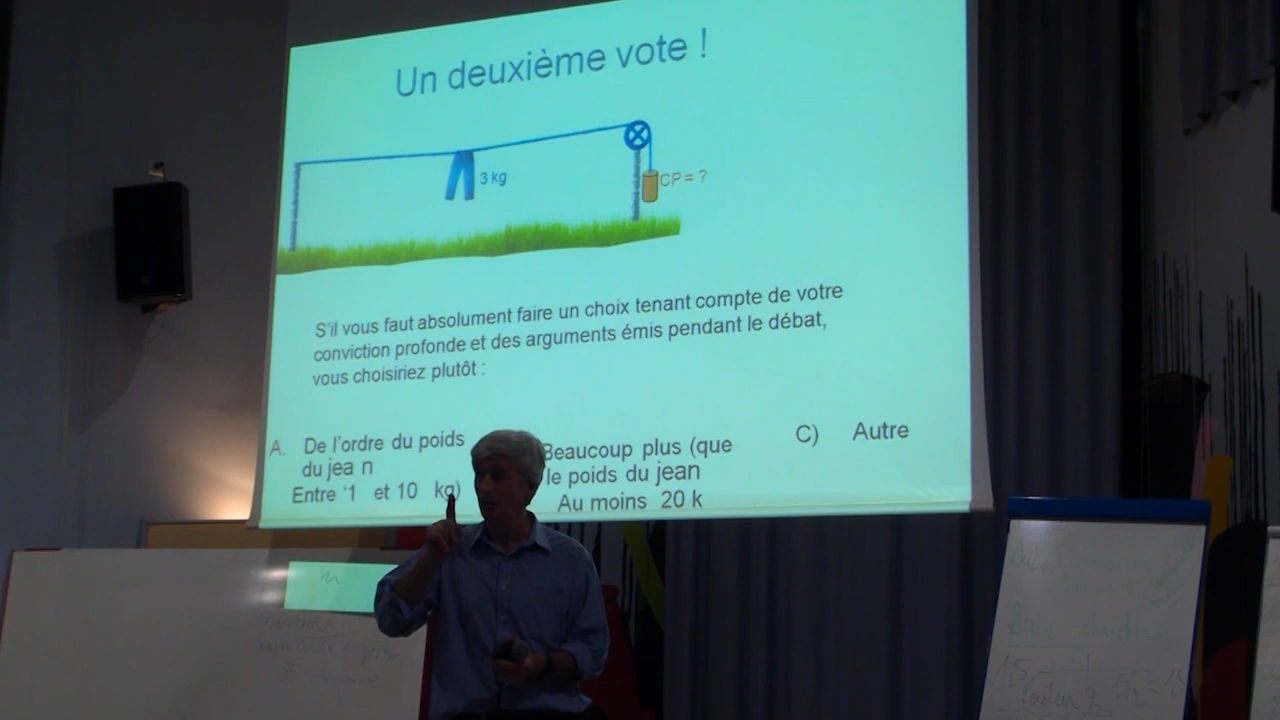 Un deuxième vote !
3 kg
CP = ?
S'il vous faut absolument faire un choix tenant compte de votre
conviction profonde et des arguments émis pendant le débat,
vous choisiriez plutôt :
A. De l'ordre du poids
du jea n
Entre '1 et 10 kg)
Beaucoup plus (que
le poids du jean
Au moins 20 k
C) Autre